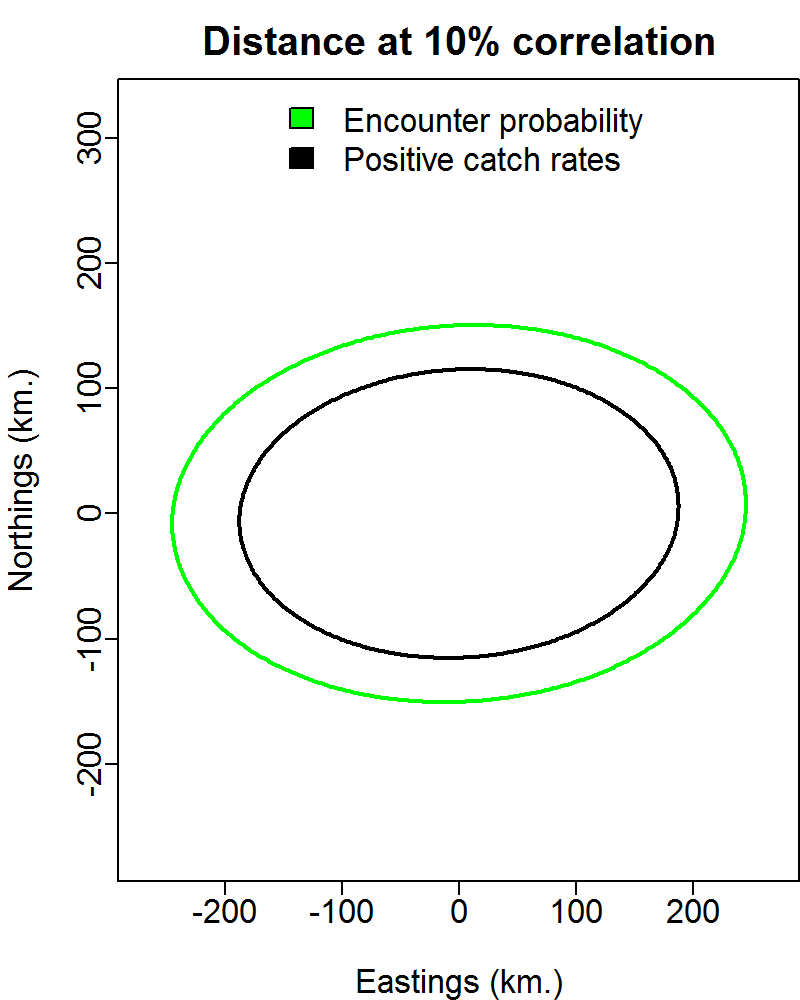 Distance at 10% correlation
Encounter probability
Positive catch rates
300
200
100
0
-100
-200
Northings (km.)
-200 -100 0 100 200
Eastings (km.)